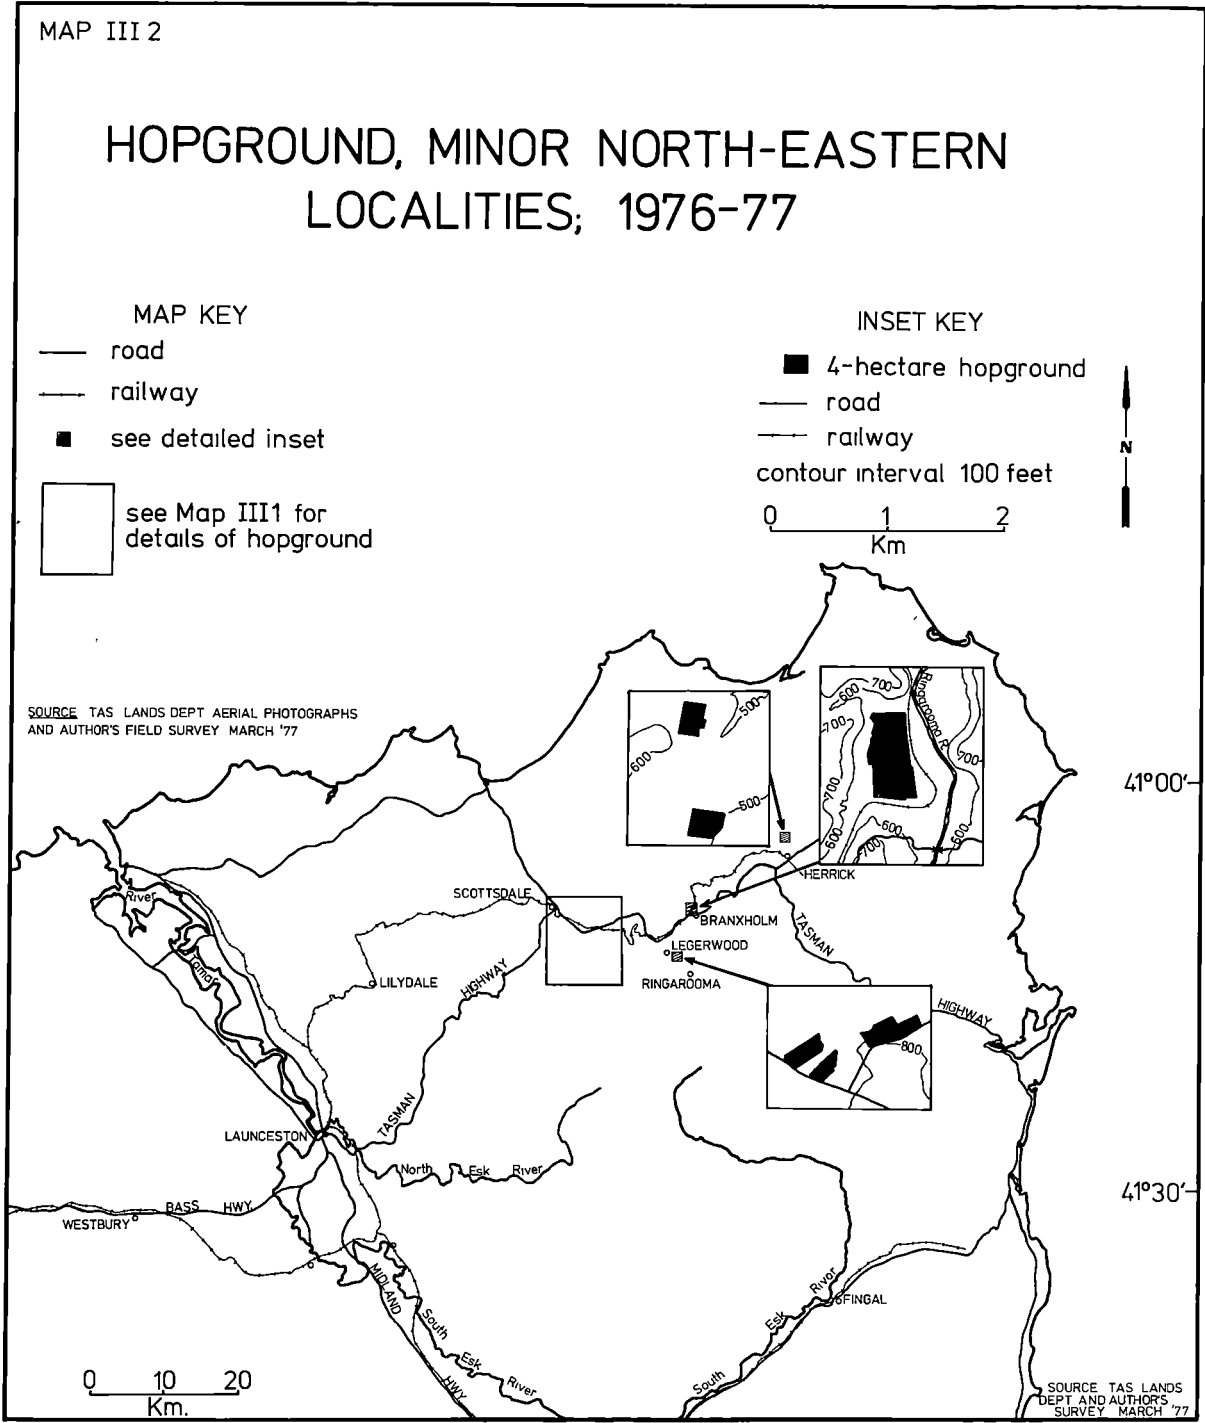 MAP III 2
HOPGROUND, MINOR NORTH-EASTERN
LOCALITIES; 1976-77
MAP KEY
road
railway
see detailed inset
see Map III1 for
details of hopground
INSET KEY
4-hectare hopground
road
railway
contour interval 100 feet
0 1 2
Km
N
SOURCE TAS LANDS DEPT AERIAL PHOTOGRAPHS
AND AUTHOR'S FIELD SURVEY MARCH '77
500
600
500
600
700
Ringarooma R.
700
700
700
600
600
700
600
41°00'
HERRICK
SCOTTSDALE
BRANXHOLM
TASMAN
LEGERWOOD
RINGAROOMA
River
Tamar
LILYDALE
HIGHWAY
HIGHWAY
800
TASMAN
LAUNCESTON
North Esk River
41°30'
BASS HWY.
WESTBURY
MIDLAND
HWY
South
Esk
River
FINGAL
South
Esk
River
0 10 20
Km.
SOURCE TAS LANDS
DEPT AND AUTHOR'S
SURVEY MARCH '77